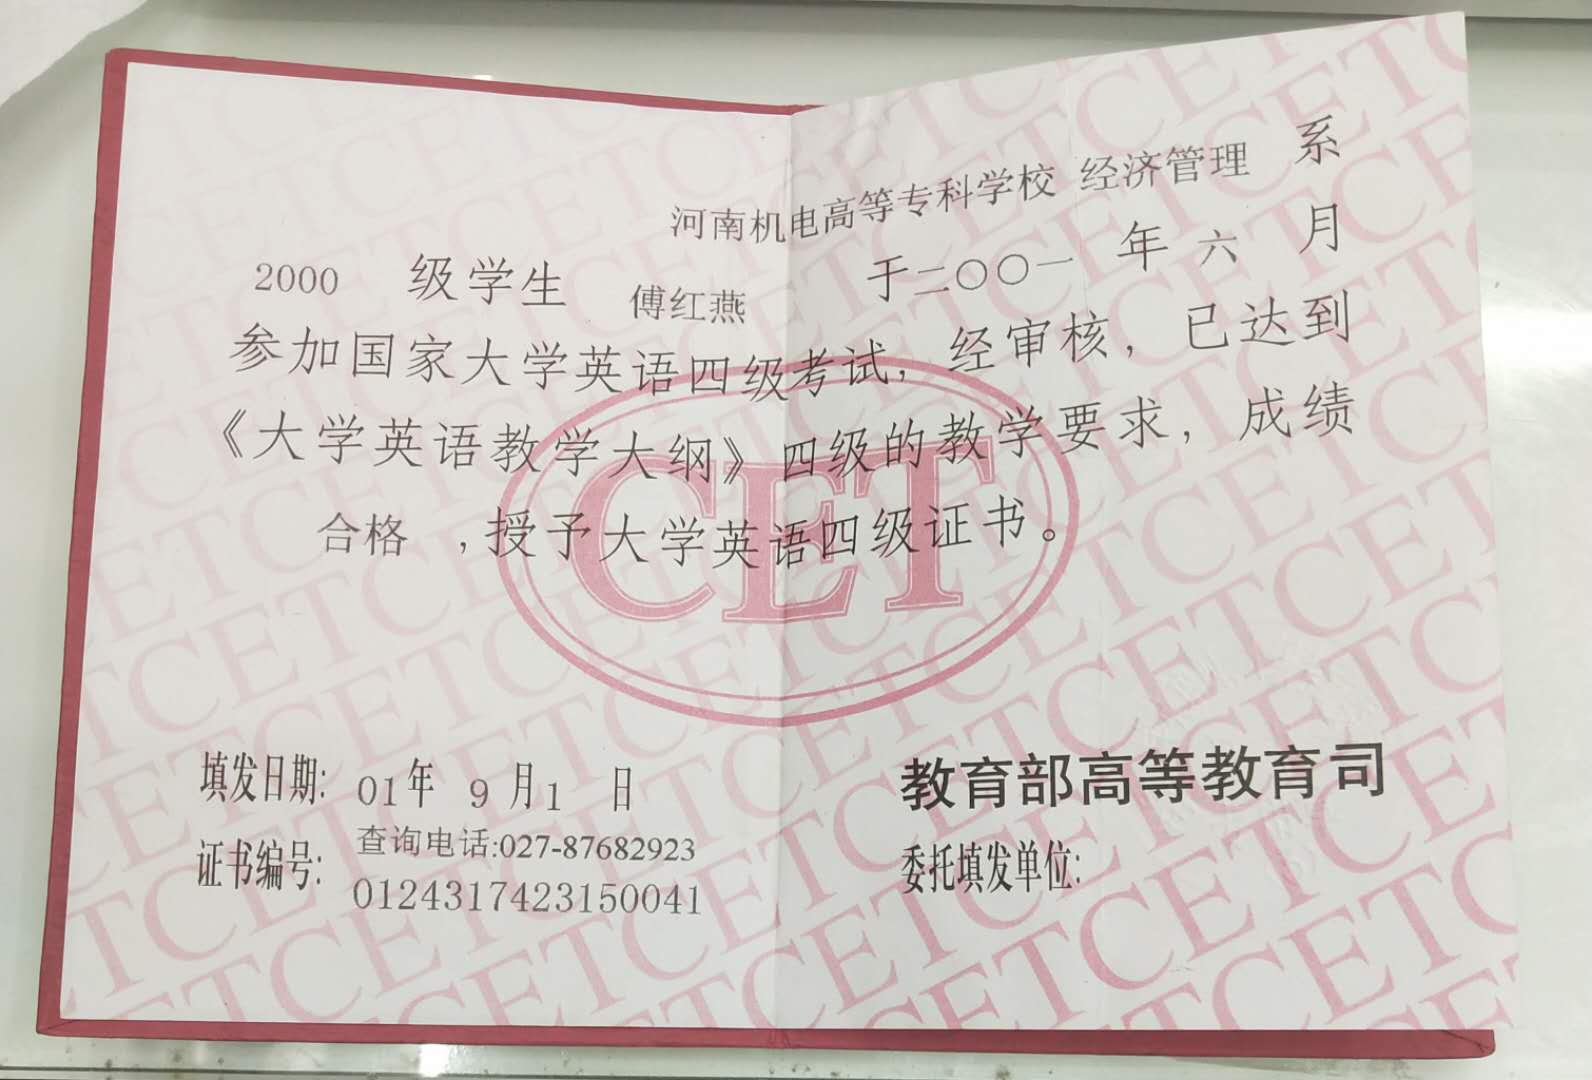 河南机电高等专科学校 经济管理 系
2000 级学生 傅红燕 于二〇〇一 年 六 月
参加国家大学英语四级考试，经审核，已达到
《大学英语教学大纲》四级的教学要求，成绩
合格 ,授予大学英语四级证书。
CET
填发日期: 01年 9 月1 日
查询电话:027-87682923
证书编号: 01243174231​50041
教育部高等教育司
委托填发单位: